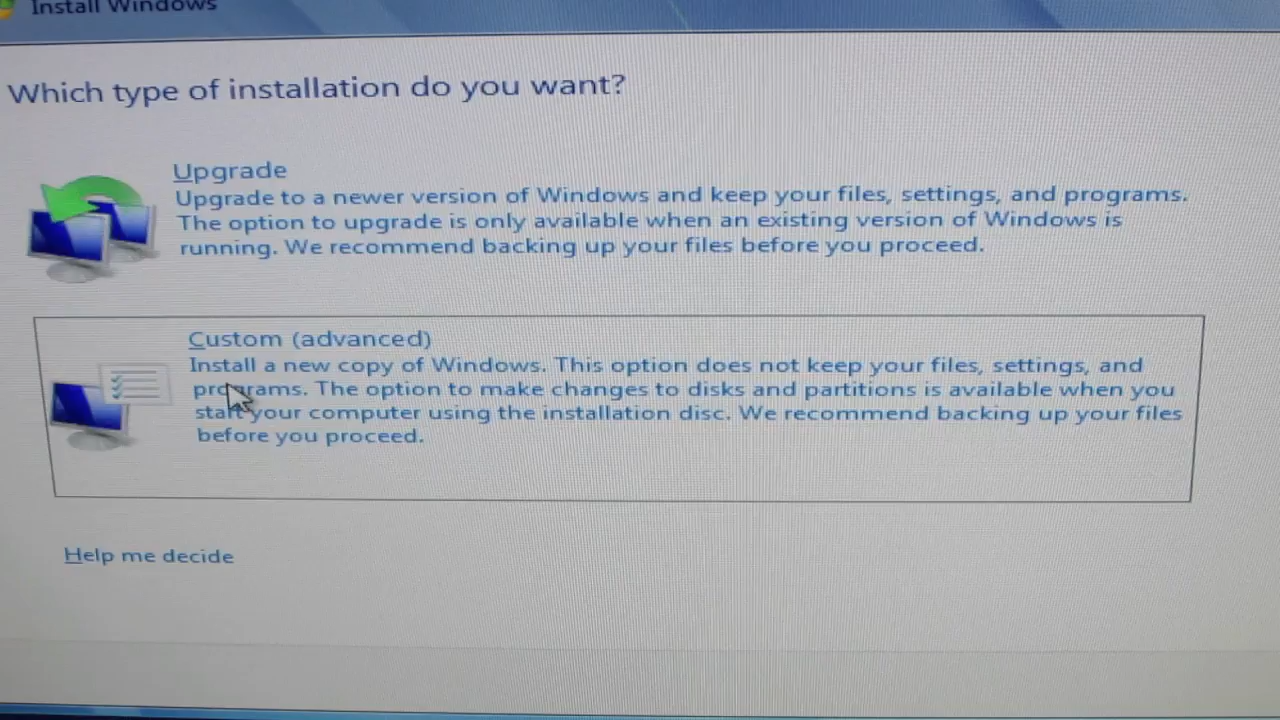 Install Windows
Which type of installation do you want?
Upgrade
Upgrade to a newer version of Windows and keep your files, settings, and programs.
The option to upgrade is only available when an existing version of Windows is
running. We recommend backing up your files before you proceed.
Custom (advanced)
Install a new copy of Windows. This option does not keep your files, settings, and
programs. The option to make changes to disks and partitions is available when you
start your computer using the installation disc. We recommend backing up your files
before you proceed.
Help me decide